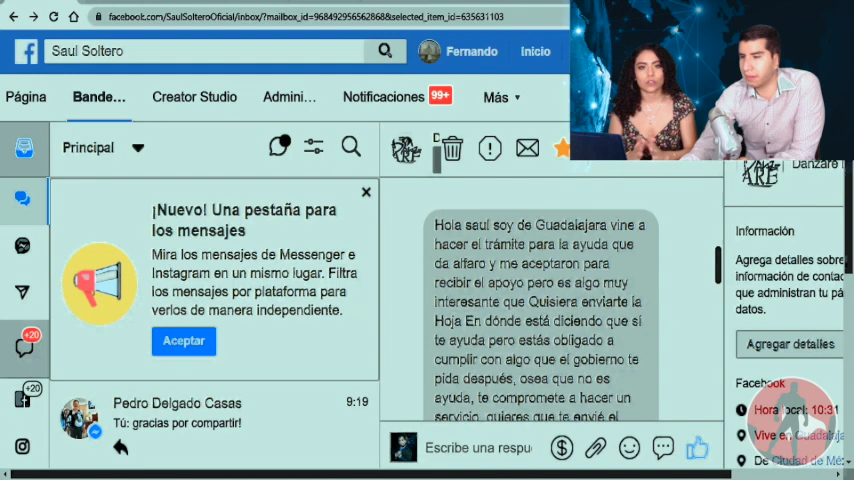 facebook.com/SaulSolteroOficial/inbox/?mailbox_id=968492956562868&selected_item_id=635631103
Saul Soltero
Fernando
Inicio
Página
Bande...
Creator Studio
Admini...
Notificaciones
99+
Más
Principal
¡Nuevo! Una pestaña para
los mensajes
Mira los mensajes de Messenger e
Instagram en un mismo lugar. Filtra
los mensajes por plataforma para
verlos de manera independiente.
Aceptar
+20
+20
Pedro Delgado Casas
9:19
Tú: gracias por compartir!
Hola saul soy de Guadalajara vine a
hacer el trámite para la ayuda que
da alfaro y me aceptaron para
recibir el apoyo pero es algo muy
interesante que Quisiera enviarte la
Hoja En dónde está diciendo que sí
te ayuda pero estás obligado a
cumplir con algo que el gobierno te
pida después, osea que no es
ayuda, te compromete a hacer un
servicio, quieres que te envié el
Escribe una respu
Información
Agrega detalles sobre
información de contac
que administran tu pá
datos.
Agregar detalles
Facebook
Hora local: 10:31
Vive en Guadalaja
De Ciudad de Mé